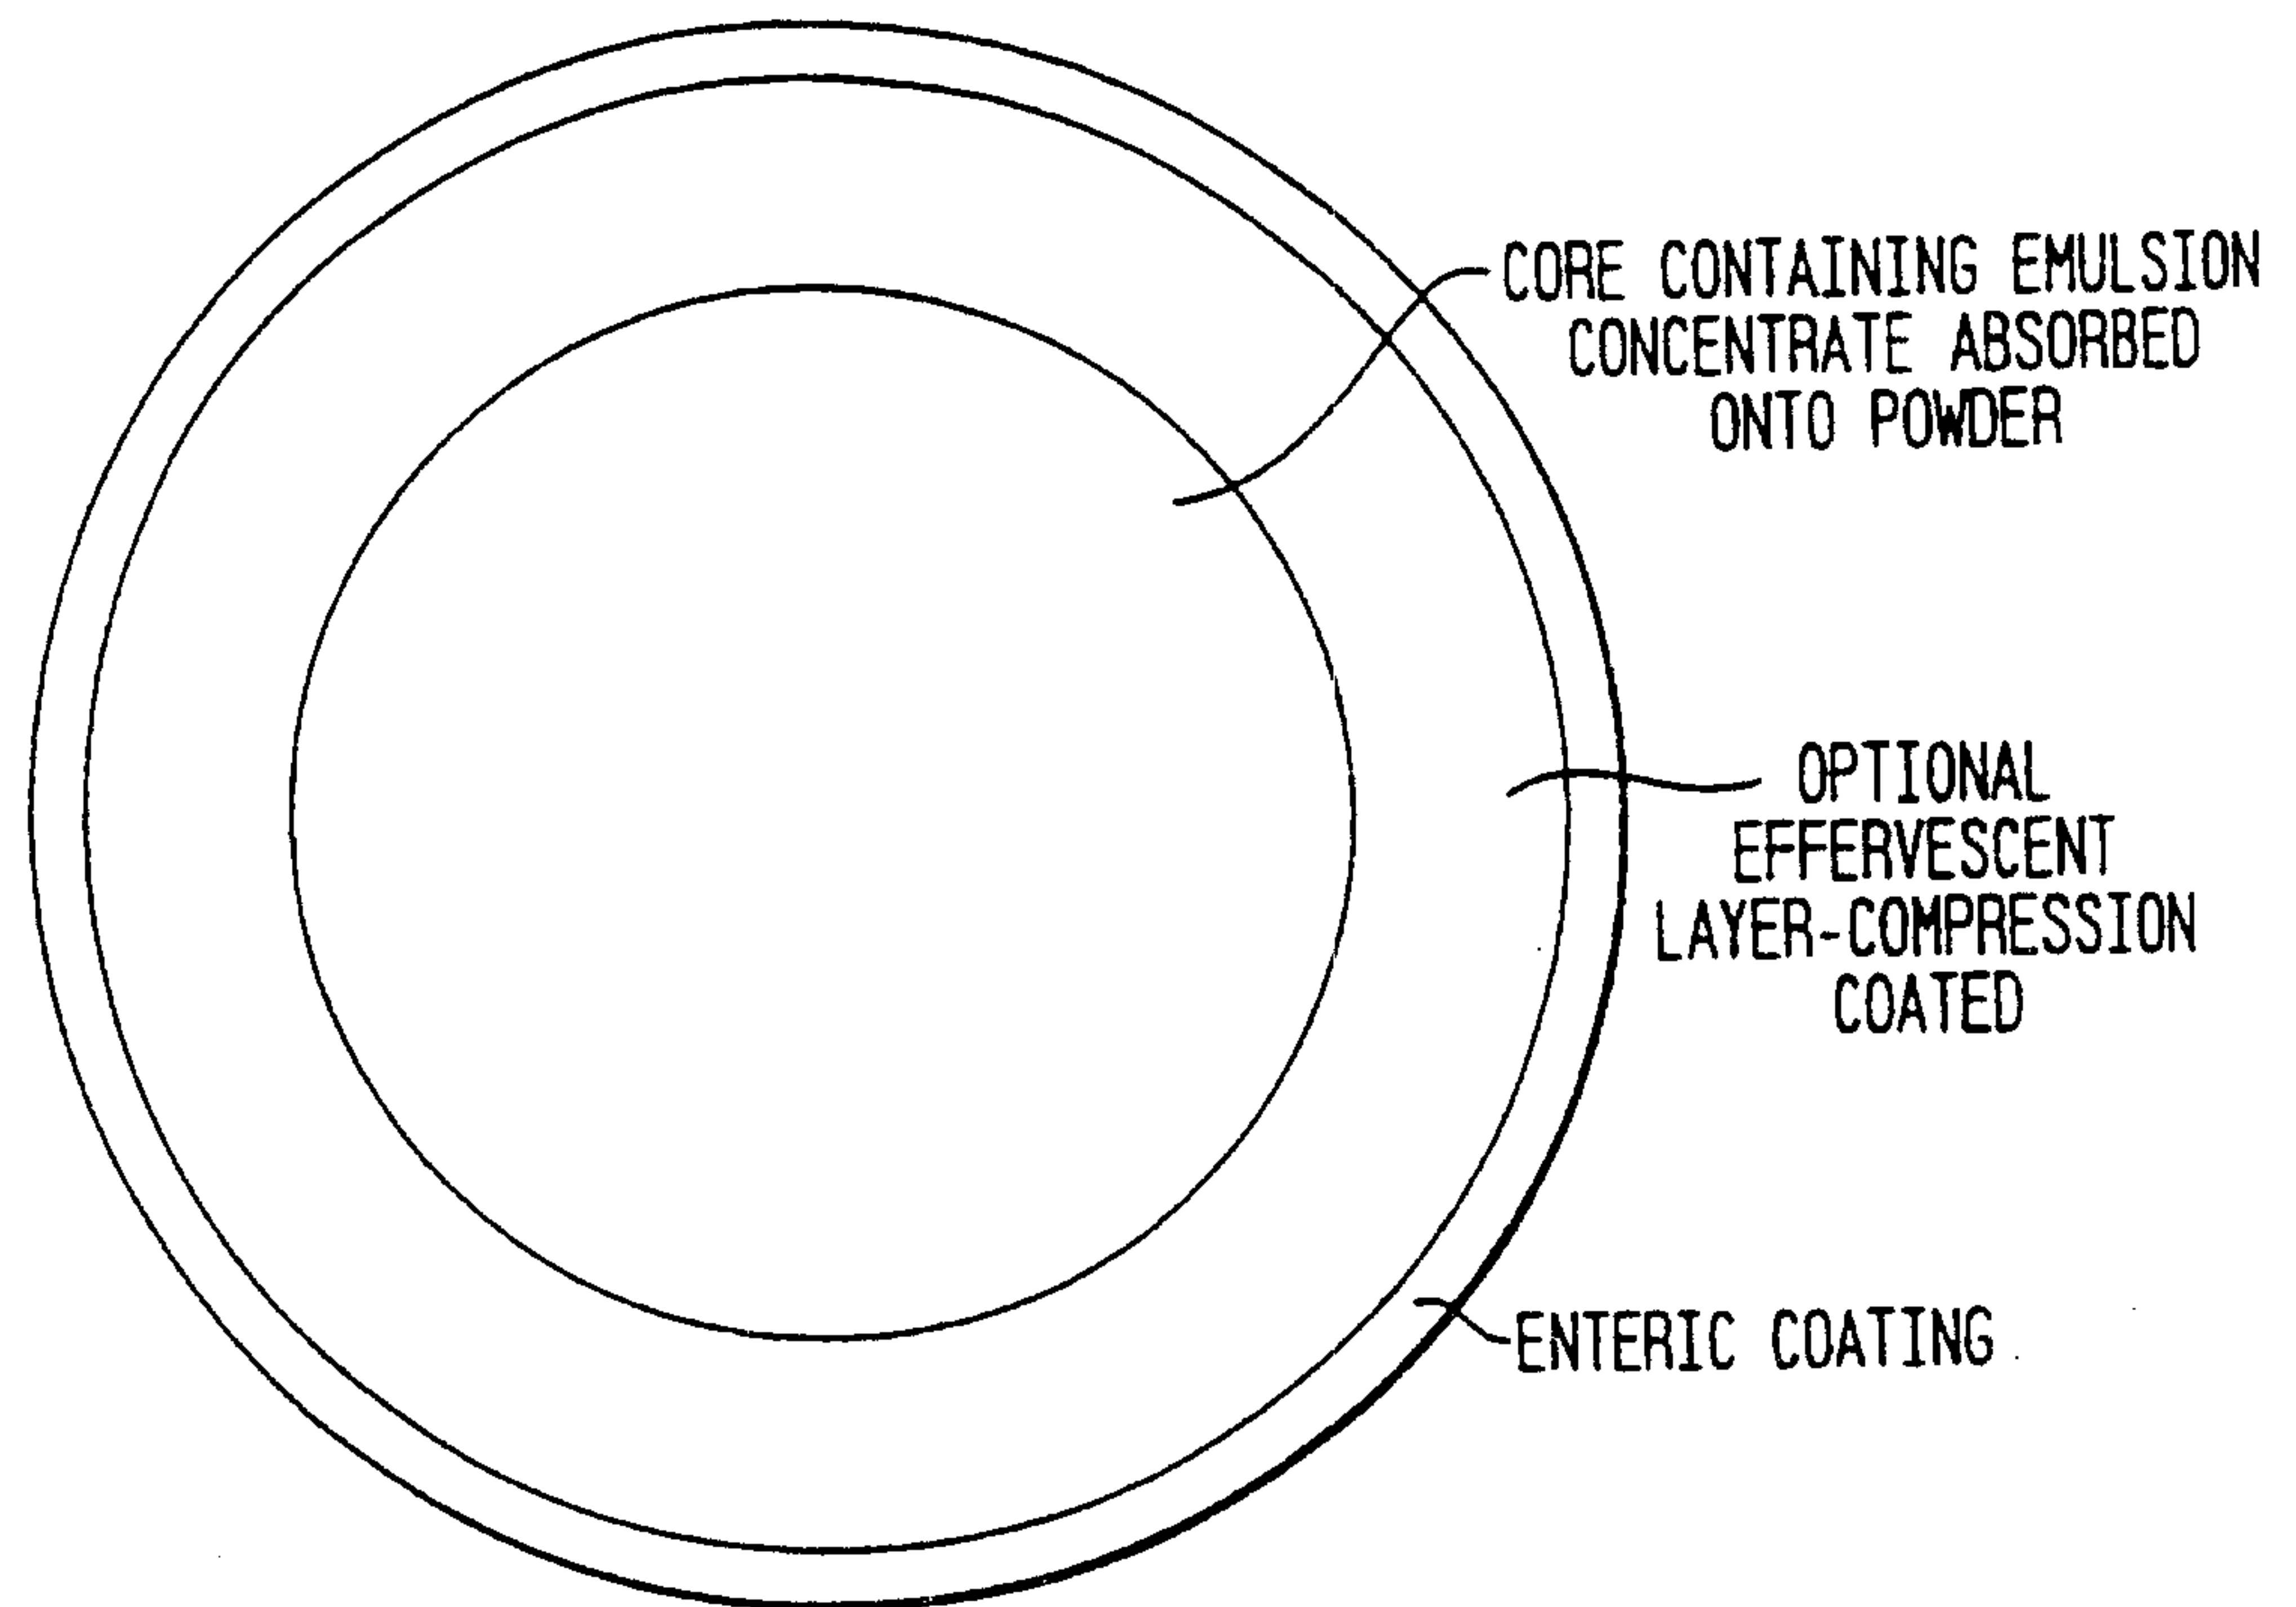 CORE CONTAINING EMULSION
CONCENTRATE ABSORBED
ONTO POWDER
OPTIONAL
EFFERVESCENT
LAYER-COMPRESSION
COATED
ENTERIC COATING